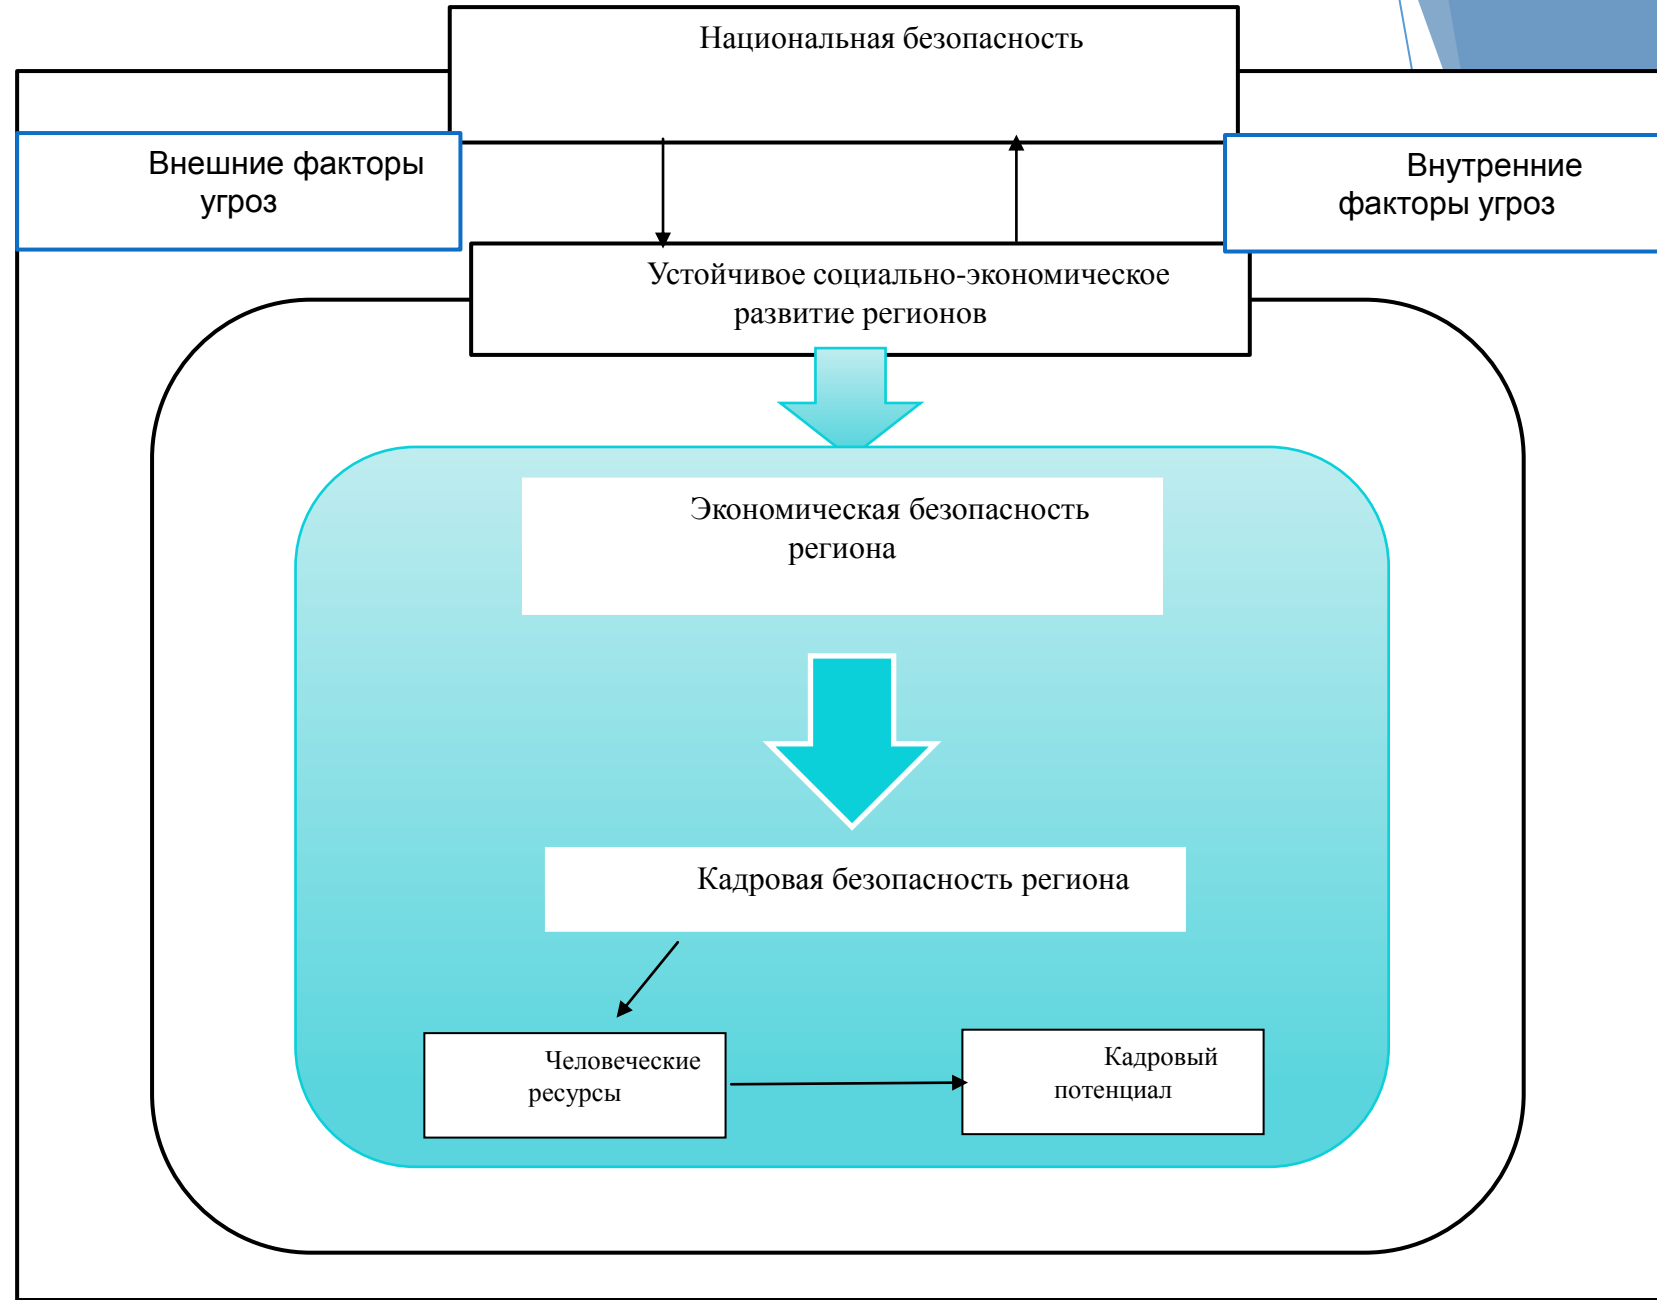 Национальная безопасность
Внешние факторы
угроз
Внутренние
факторы угроз
Устойчивое социально-экономическое
развитие регионов
Экономическая безопасность
региона
Кадровая безопасность региона
Человеческие
ресурсы
Кадровый
потенциал